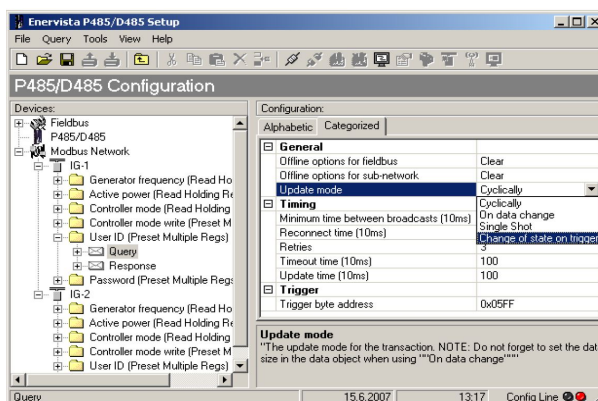 Enervista P485/D485 Setup
File Query Tools View Help
P485/D485 Configuration
Devices:
Fieldbus
P485/D485
Modbus Network
IG-1
Generator frequency (Read Ho
Active power (Read Holding Re
Controller mode (Read Holding
Controller mode write (Preset M
User ID (Preset Multiple Regs)
Query
Response
Password (Preset Multiple Regs
IG-2
Generator frequency (Read Ho
Active power (Read Holding Re
Controller mode (Read Holding
Controller mode write (Preset M
User ID (Preset Multiple Regs)
Configuration:
Alphabetic Categorized
General
Offline options for fieldbus Clear
Offline options for sub-network Clear
Update mode Cyclically
Cyclically
On data change
Single Shot
Change of state on trigger
Timing
Minimum time between broadcasts (10ms)
Reconnect time (10ms)
Retries 3
Timeout time (10ms) 100
Update time (10ms) 100
Trigger
Trigger byte address 0x05FF
Update mode
"The update mode for the transaction. NOTE: Do not forget to set the dat
size in the data object when using ""On data change"""
Query 15.6.2007 13:17 Config Line